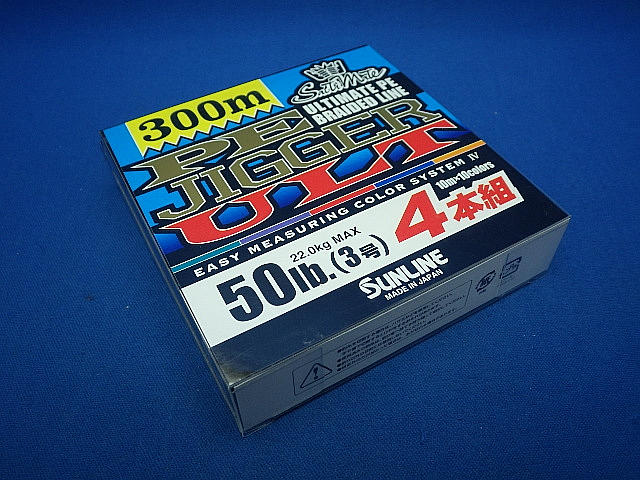 300m
SaltiMate
ULTIMATE PE
BRAIDED LINE
PE
JIGGER
ULT
EASY MEASURING COLOR SYSTEM IV
10m×10colors
22.0kg MAX
50lb.(3号)
4本組
SUNLINE
MADE IN JAPAN